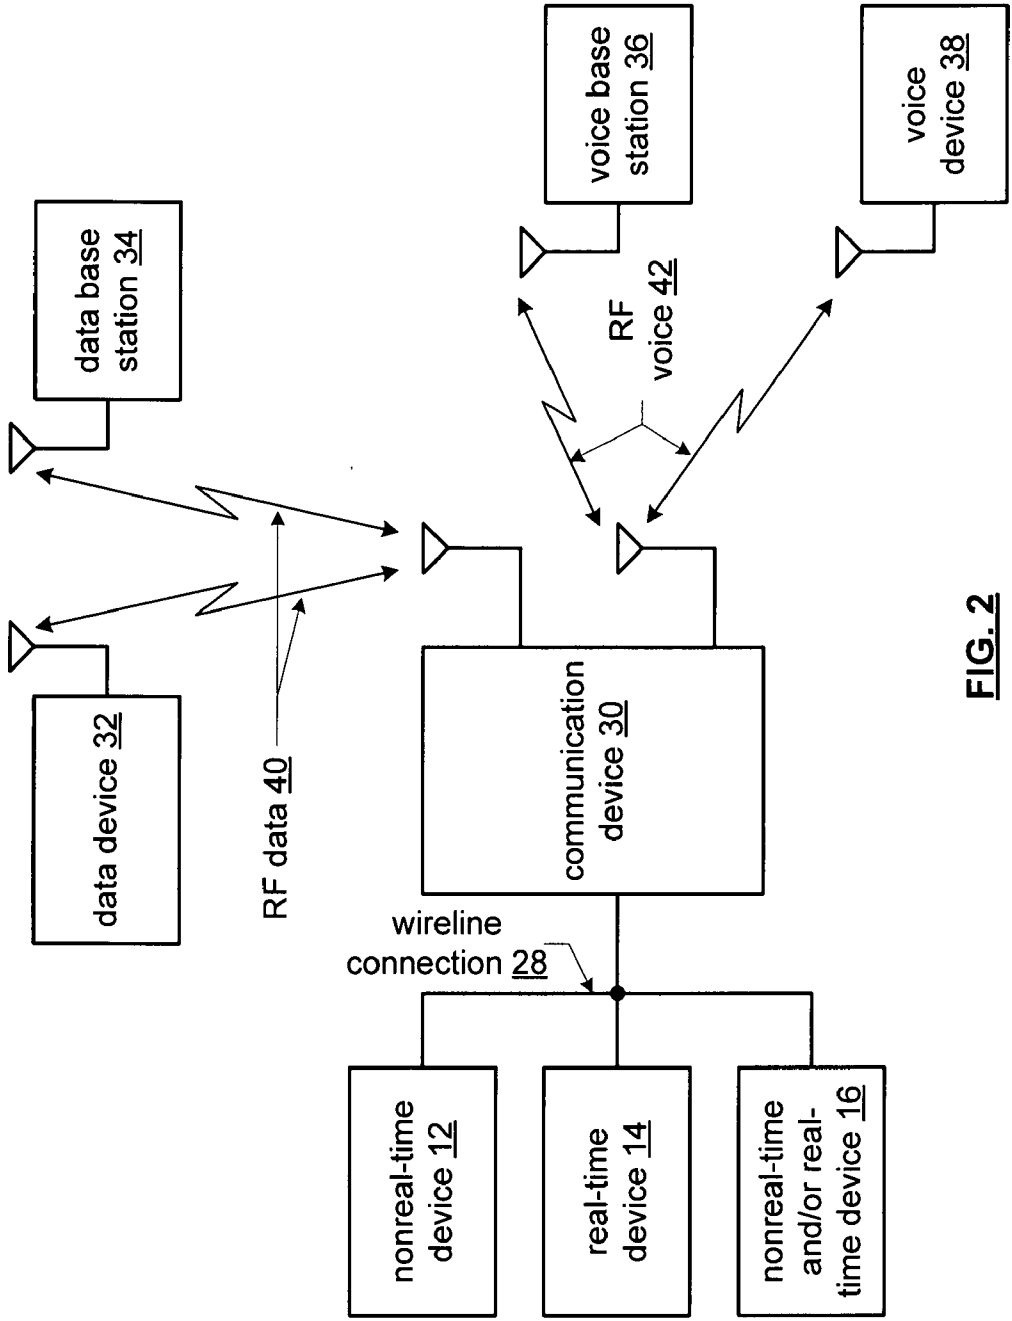 data device 32
data base
station 34
RF data 40
wireline
connection 28
nonreal-time
device 12
communication
device 30
RF
voice 42
voice base
station 36
real-time
device 14
nonreal-time
and/or real-
time device 16
voice
device 38
FIG. 2